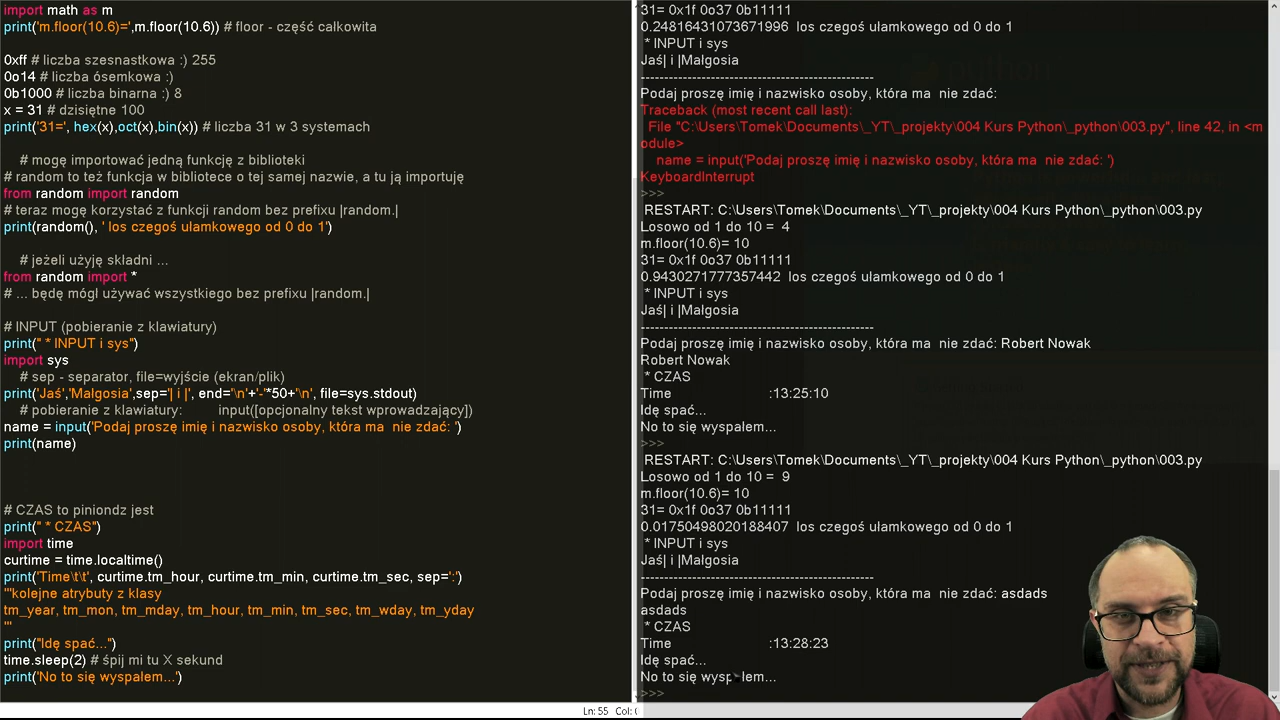 import math as m
print('m.floor(10.6)=',m.floor(10.6)) # floor - część całkowita
0xff # liczba szesnastkowa :) 255
0o14 # liczba ósemkowa :)
0b1000 # liczba binarna :) 8
x = 31 # dzisiętne 100
print('31=', hex(x),oct(x),bin(x)) # liczba 31 w 3 systemach
# mogę importować jedną funkcję z biblioteki
# random to też funkcja w bibliotece o tej samej nazwie, a tu ją importuję
from random import random
# teraz mogę korzystać z funkcji random bez prefixu |random.|
print(random(), ' los czegoś ułamkowego od 0 do 1')
# jeżeli użyję składni ...
from random import *
# ... będę mógł używać wszystkiego bez prefixu |random.|
# INPUT (pobieranie z klawiatury)
print(" * INPUT i sys")
import sys
# sep - separator, file=wyjście (ekran/plik)
print('Jaś','Małgosia',sep='| i |', end='\n'+'-'*50+'\n', file=sys.stdout)
# pobieranie z klawiatury: input([opcjonalny tekst wprowadzający])
name = input('Podaj proszę imię i nazwisko osoby, która ma  nie zdać: ')
print(name)
# CZAS to piniondz jest
print(" * CZAS")
import time
curtime = time.localtime()
print('Time\t\t', curtime.tm_hour, curtime.tm_min, curtime.tm_sec, sep=':')
'''kolejne atrybuty z klasy
tm_year, tm_mon, tm_mday, tm_hour, tm_min, tm_sec, tm_wday, tm_yday
'''
print("Idę spać...")
time.sleep(2) # śpij mi tu X sekund
print('No to się wyspałem...')
31= 0x1f 0o37 0b11111
0.24816431073671996  los czegoś ułamkowego od 0 do 1
* INPUT i sys
Jaś| i |Małgosia
--------------------------------------------------
Podaj proszę imię i nazwisko osoby, która ma  nie zdać:
Traceback (most recent call last):
File "C:\Users\Tomek\Documents\_YT\_projekty\004 Kurs Python\_python\003.py", line 42, in <m
odule>
name = input('Podaj proszę imię i nazwisko osoby, która ma  nie zdać: ')
KeyboardInterrupt
>>>
RESTART: C:\Users\Tomek\Documents\_YT\_projekty\004 Kurs Python\_python\003.py
Losowo od 1 do 10 =  4
m.floor(10.6)= 10
31= 0x1f 0o37 0b11111
0.9430271777357442  los czegoś ułamkowego od 0 do 1
* INPUT i sys
Jaś| i |Małgosia
--------------------------------------------------
Podaj proszę imię i nazwisko osoby, która ma  nie zdać: Robert Nowak
Robert Nowak
* CZAS
Time :13:25:10
Idę spać...
No to się wyspałem...
>>>
RESTART: C:\Users\Tomek\Documents\_YT\_projekty\004 Kurs Python\_python\003.py
Losowo od 1 do 10 =  9
m.floor(10.6)= 10
31= 0x1f 0o37 0b11111
0.01750498020188407  los czegoś ułamkowego od 0 do 1
* INPUT i sys
Jaś| i |Małgosia
--------------------------------------------------
Podaj proszę imię i nazwisko osoby, która ma  nie zdać: asdads
asdads
* CZAS
Time :13:28:23
Idę spać...
No to się wyspałem...
>>>
Ln: 55 Col: